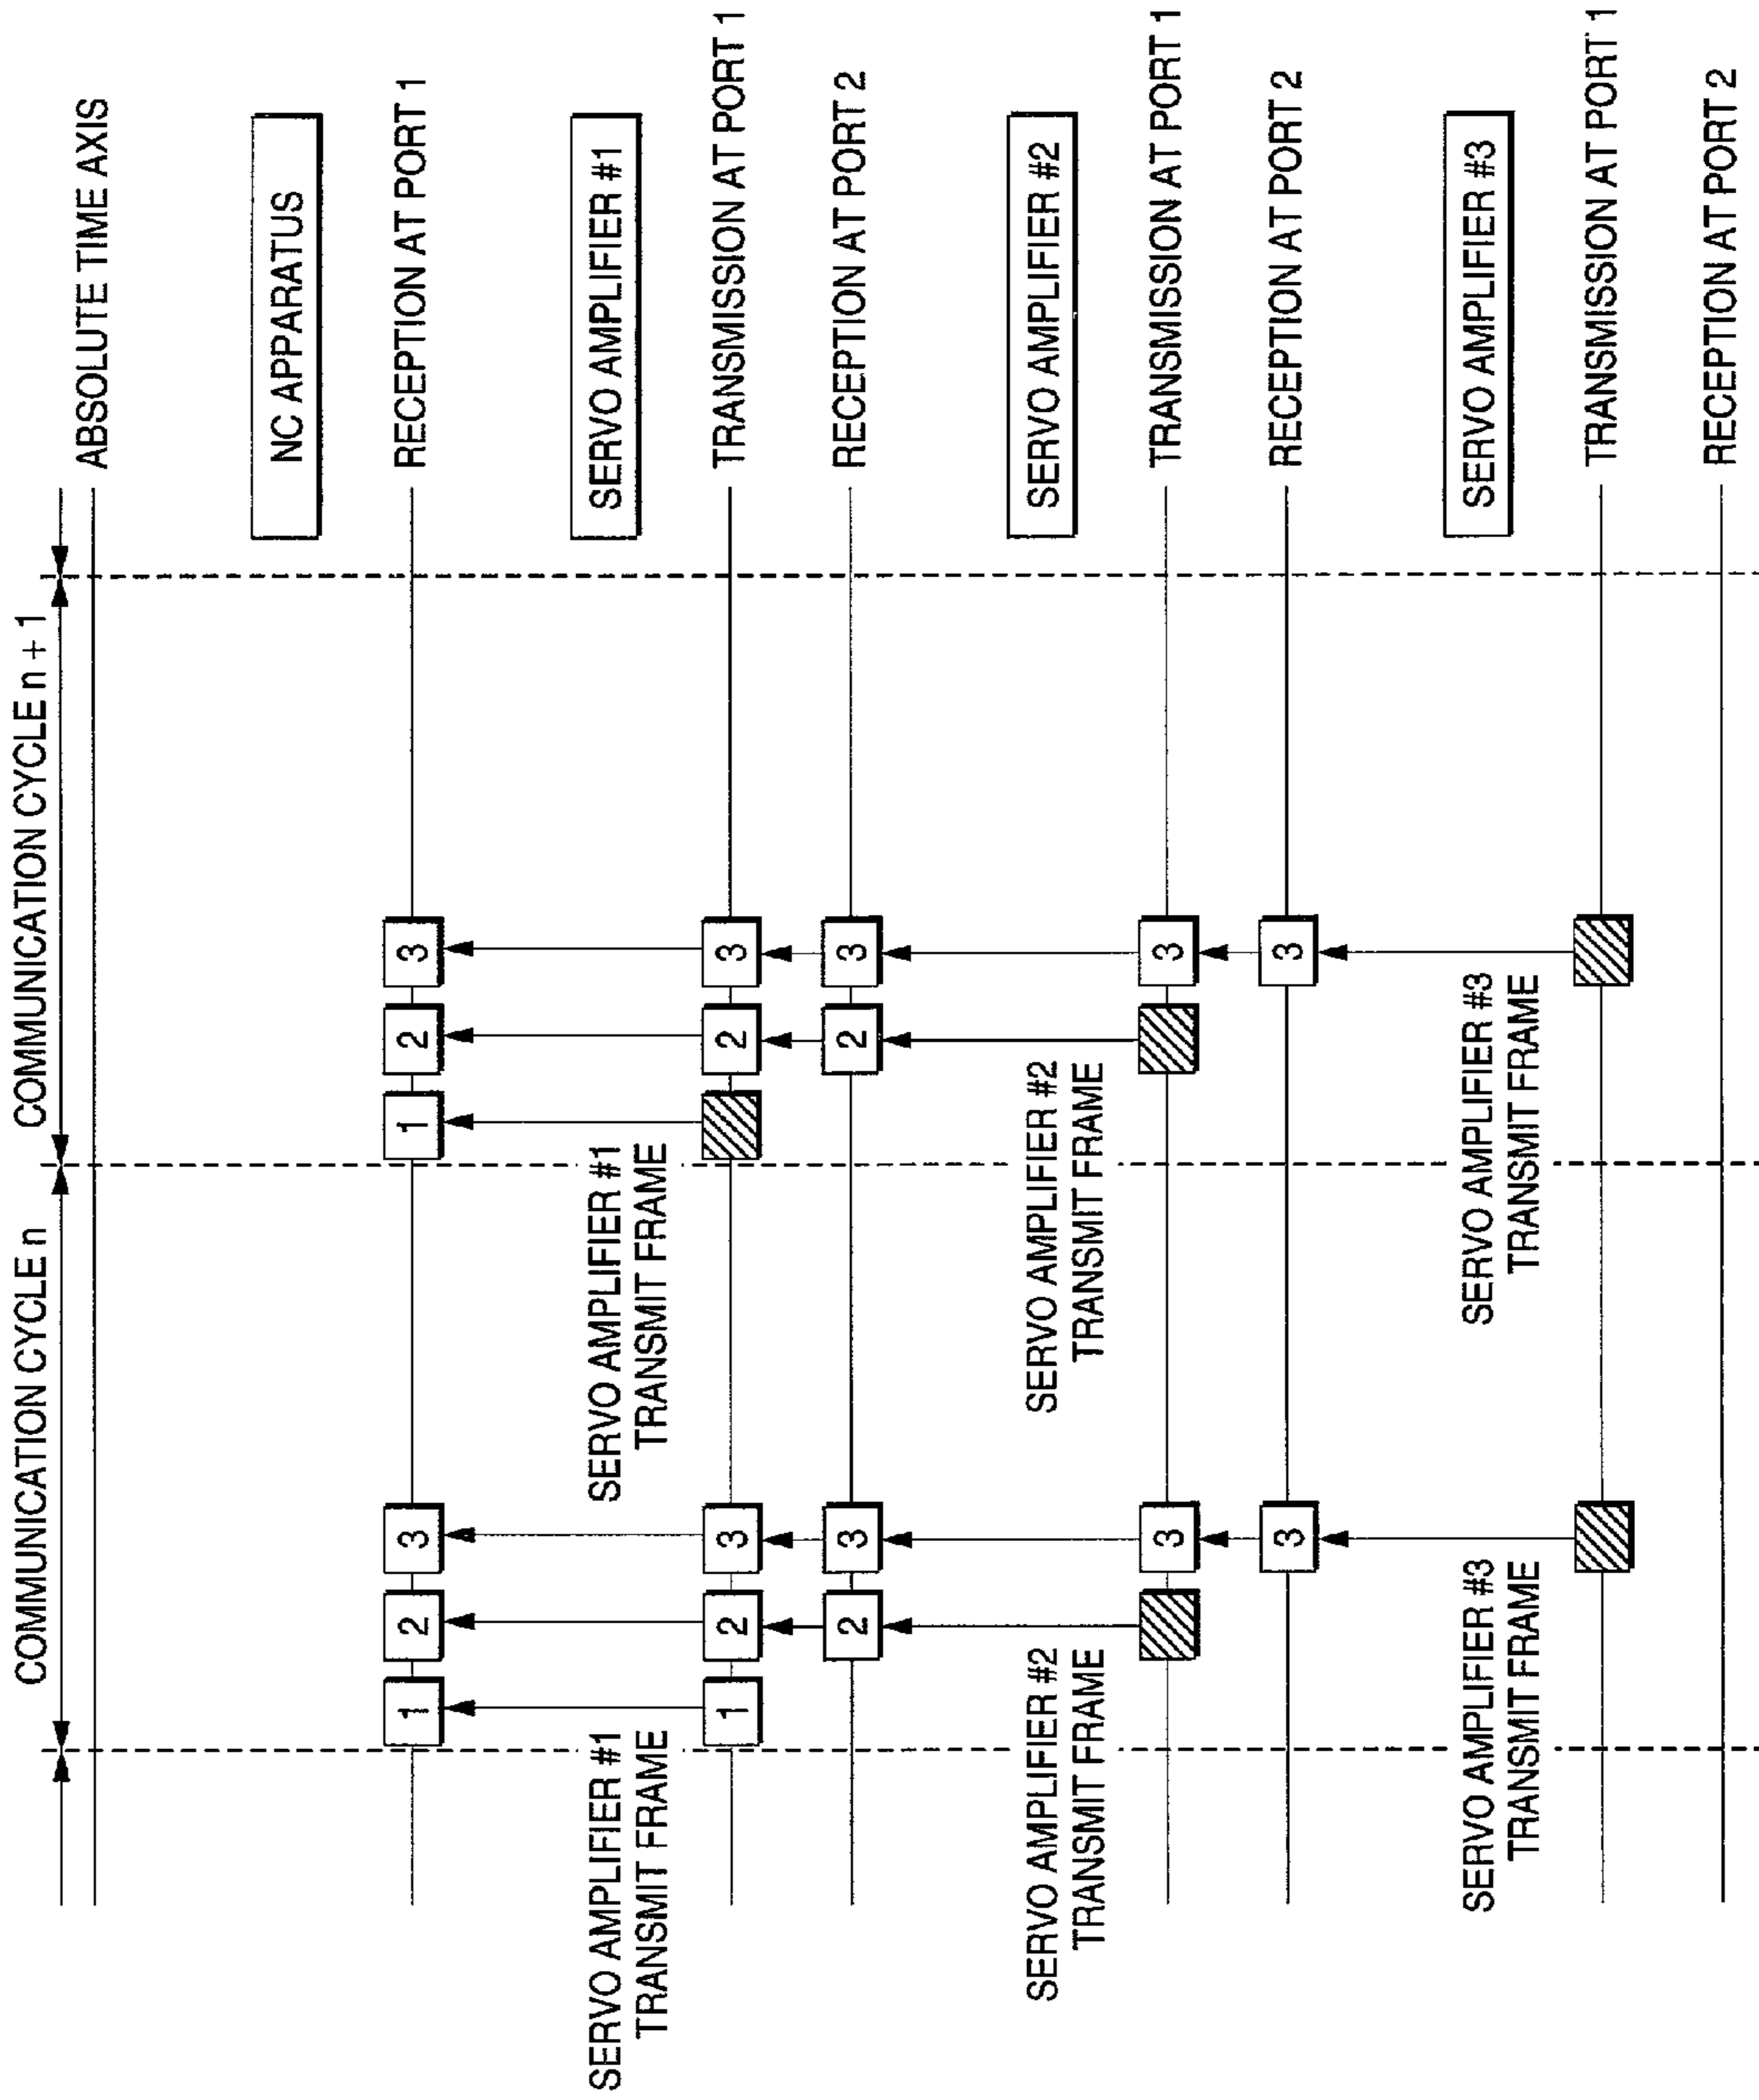 COMMUNICATION CYCLE n
COMMUNICATION CYCLE n + 1
ABSOLUTE TIME AXIS
NC APPARATUS
1
2
3
1
2
3
RECEPTION AT PORT 1
SERVO AMPLIFIER #1
TRANSMIT FRAME
SERVO AMPLIFIER #1
TRANSMIT FRAME
SERVO AMPLIFIER #1
1
2
3
2
3
TRANSMISSION AT PORT 1
2
3
2
3
RECEPTION AT PORT 2
SERVO AMPLIFIER #2
TRANSMIT FRAME
SERVO AMPLIFIER #2
TRANSMIT FRAME
SERVO AMPLIFIER #2
3
3
TRANSMISSION AT PORT 1
3
3
RECEPTION AT PORT 2
SERVO AMPLIFIER #3
TRANSMIT FRAME
SERVO AMPLIFIER #3
TRANSMIT FRAME
SERVO AMPLIFIER #3
TRANSMISSION AT PORT 1
RECEPTION AT PORT 2